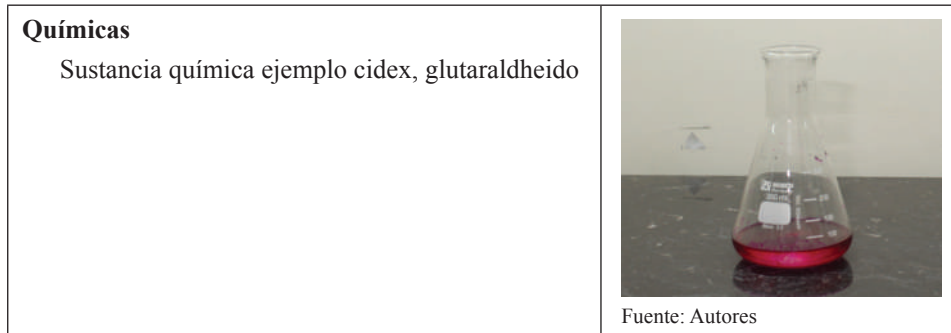 Químicas
Sustancia química ejemplo cidex, glutaraldheido
Fuente: Autores